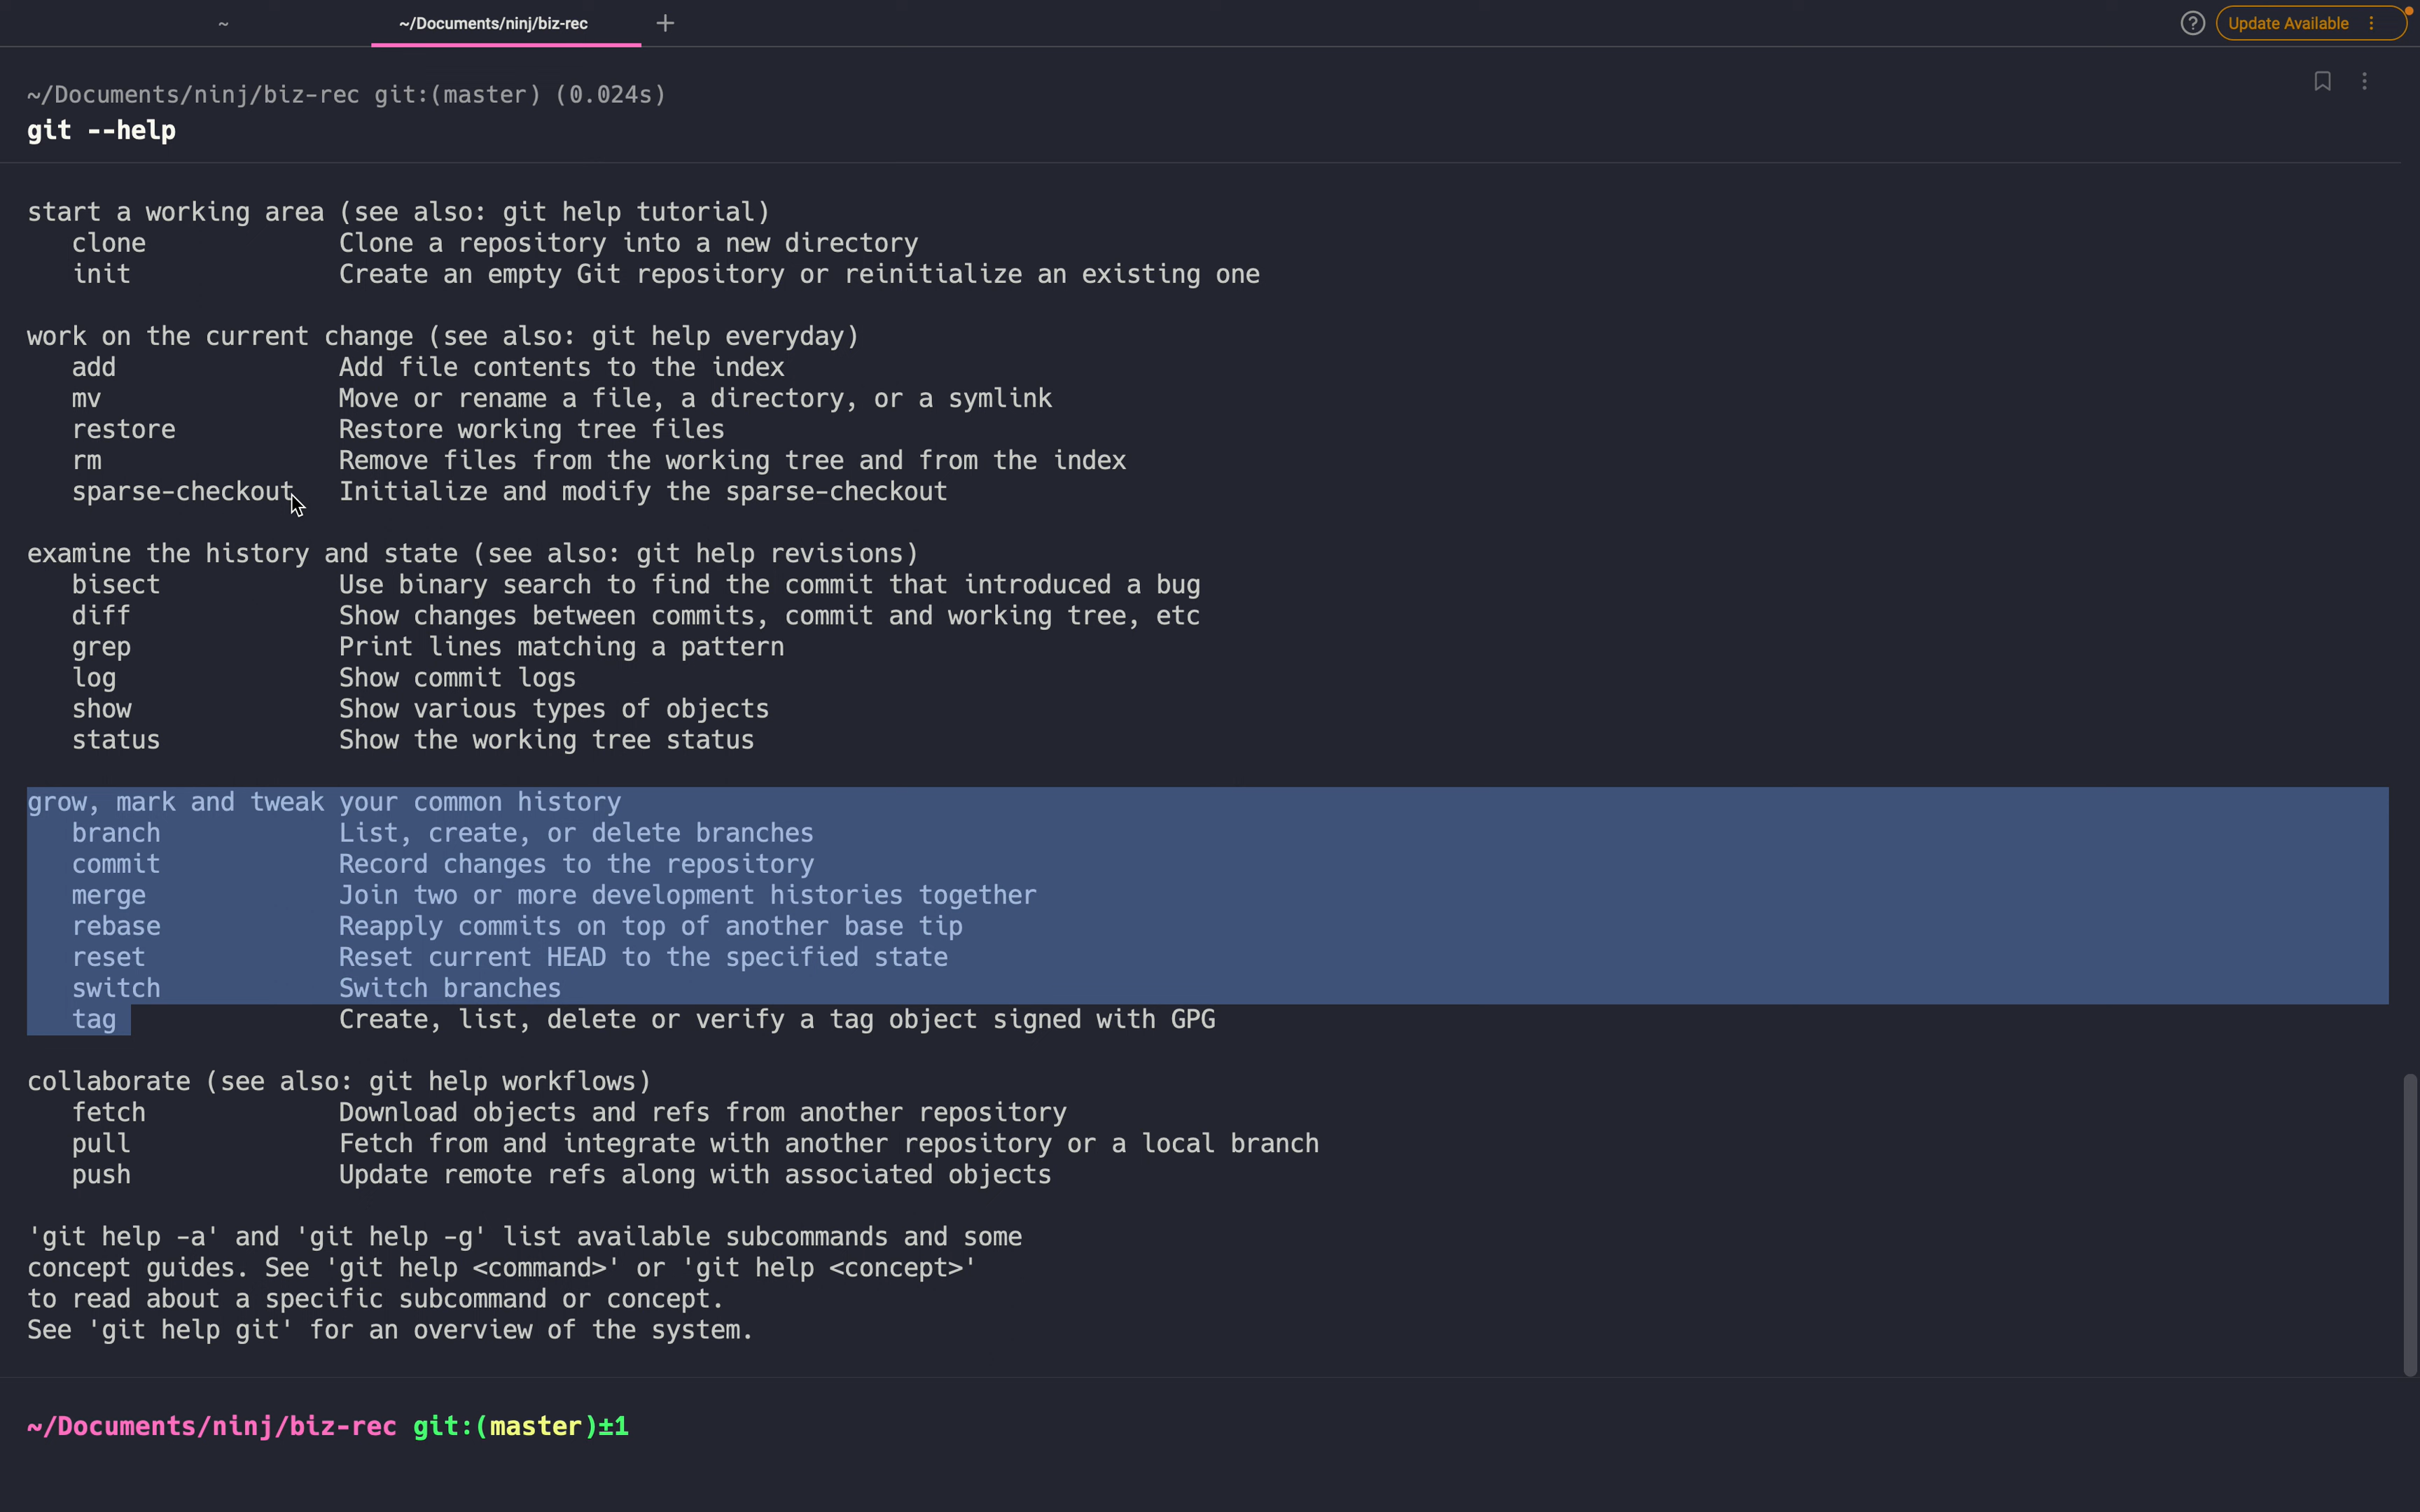 ~ ~/Documents/ninj/biz-rec + ? Update Available
~/Documents/ninj/biz-rec git:(master) (0.024s)
git --help
start a working area (see also: git help tutorial)
   clone             Clone a repository into a new directory
   init              Create an empty Git repository or reinitialize an existing one
work on the current change (see also: git help everyday)
   add               Add file contents to the index
   mv                Move or rename a file, a directory, or a symlink
   restore           Restore working tree files
   rm                Remove files from the working tree and from the index
   sparse-checkout   Initialize and modify the sparse-checkout
examine the history and state (see also: git help revisions)
   bisect            Use binary search to find the commit that introduced a bug
   diff              Show changes between commits, commit and working tree, etc
   grep              Print lines matching a pattern
   log               Show commit logs
   show              Show various types of objects
   status            Show the working tree status
grow, mark and tweak your common history
   branch            List, create, or delete branches
   commit            Record changes to the repository
   merge             Join two or more development histories together
   rebase            Reapply commits on top of another base tip
   reset             Reset current HEAD to the specified state
   switch            Switch branches
   tag               Create, list, delete or verify a tag object signed with GPG
collaborate (see also: git help workflows)
   fetch             Download objects and refs from another repository
   pull              Fetch from and integrate with another repository or a local branch
   push              Update remote refs along with associated objects
'git help -a' and 'git help -g' list available subcommands and some
concept guides. See 'git help <command>' or 'git help <concept>'
to read about a specific subcommand or concept.
See 'git help git' for an overview of the system.
~/Documents/ninj/biz-rec git:(master)±1